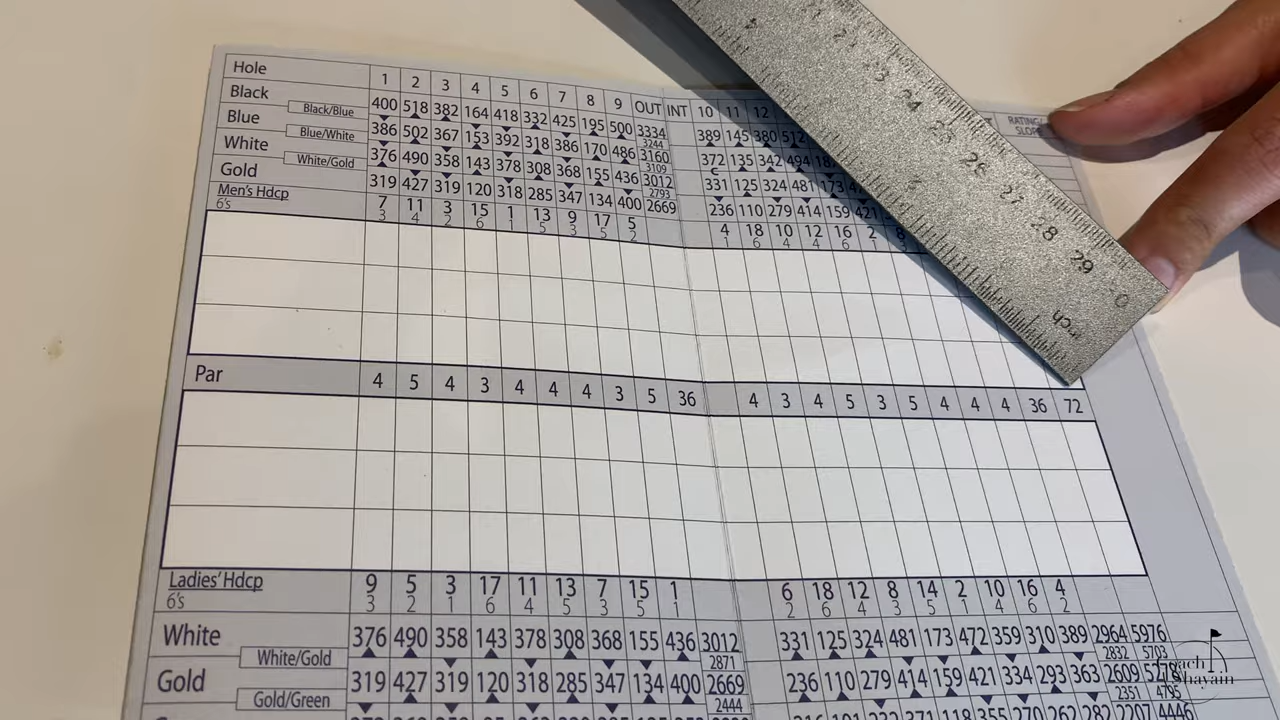 Hole 1 2 3 4 5 6 7 8 9 OUT INT 10 11 12
Black 400 518 382 164 418 332 425 195 500 3334 389 145 380 512
Black/Blue 3244
Blue 386 502 367 153 392 318 386 170 486 3160 372 135 342 494
Blue/White 3109 C
White 376 490 358 143 378 308 368 155 436 3012 331 125 324 481 173
White/Gold 2793
Gold 319 427 319 120 318 285 347 134 400 2669 236 110 279 414 159 421
Men's Hdcp 7 11 3 15 1 13 9 17 5 4 18 10 12 16 2
6's 3 4 2 6 1 5 3 5 2 1 6 4 4 6
RATING/
SLOPE
24 25 26 27 28 29
inch
Par 4 5 4 3 4 4 4 3 5 36 4 3 4 5 3 5 4 4 4 36 72
Ladies' Hdcp 9 5 3 17 11 13 7 15 1 6 18 12 8 14 2 10 16 4
6's 3 2 1 6 4 5 3 5 1 2 6 4 3 5 1 4 6 2
White 376 490 358 143 378 308 368 155 436 3012 331 125 324 481 173 472 359 310 389 2964 5976
White/Gold 2871 2832 5703
Gold 319 427 319 120 318 285 347 134 400 2669 236 110 279 414 159 421 334 293 363 2609 5278
Gold/Green 2444 2351 4795